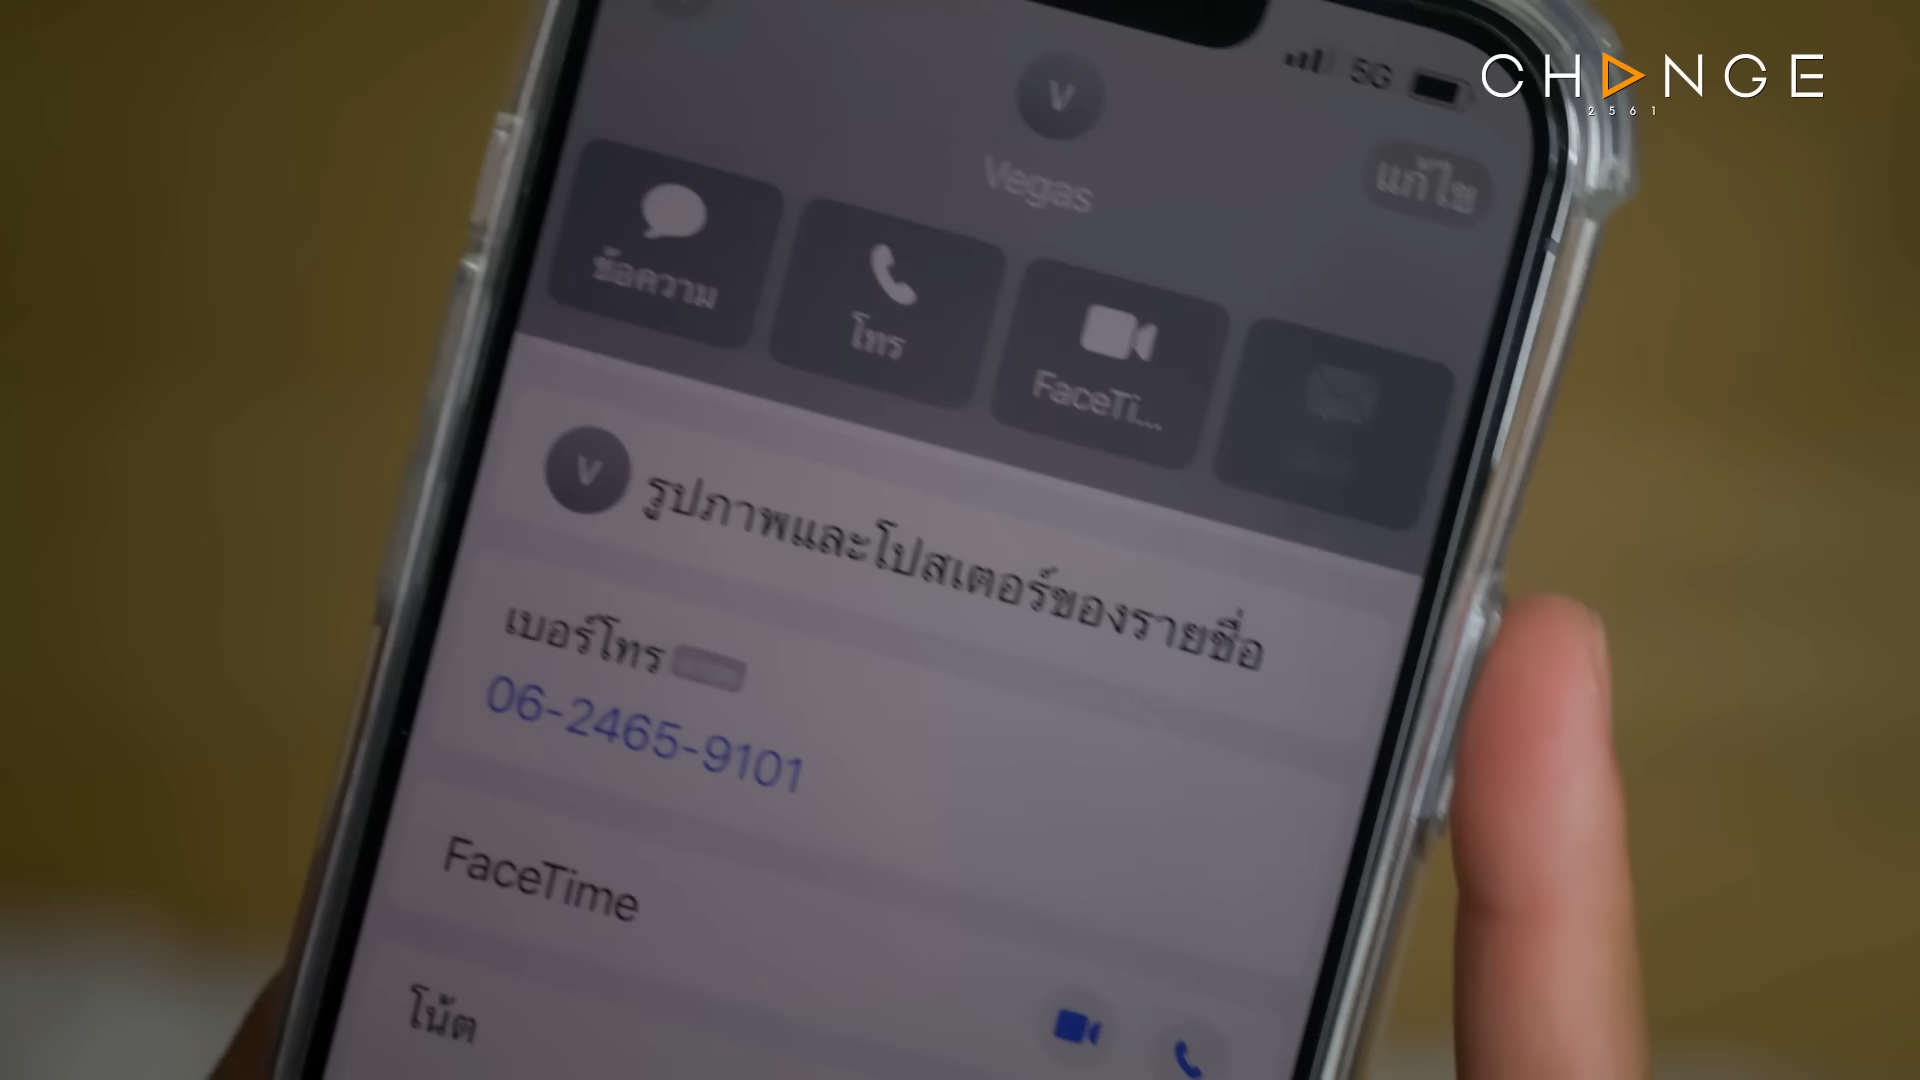 CHANGE
2561
5G
V
Vegas
แก้ไข
ข้อความ
โทร
FaceTi...
V รูปภาพและโปสเตอร์ของรายชื่อ
เบอร์โทร
06-2465-9101
FaceTime
โน้ต